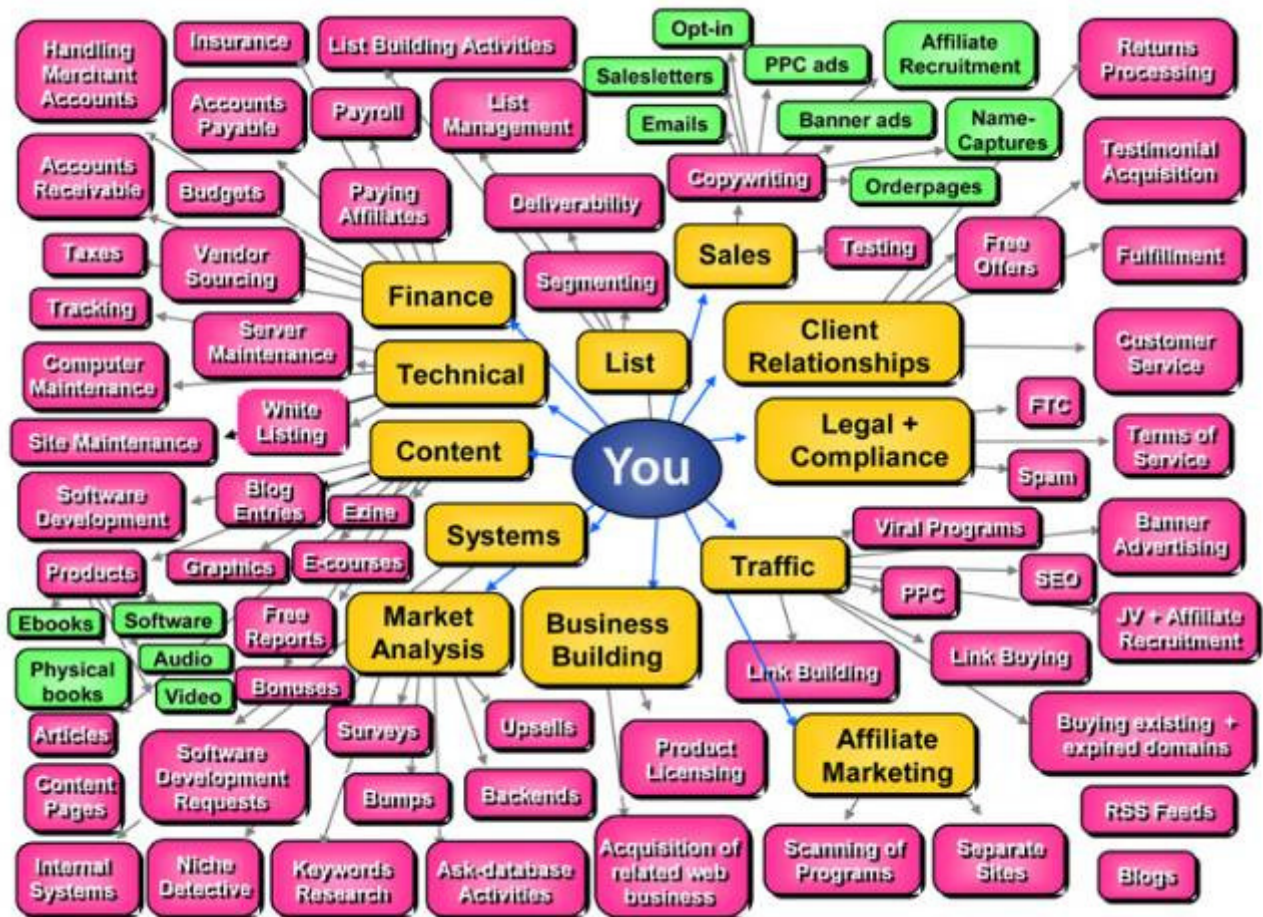 Handling
Merchant
Accounts
Insurance
List Building Activities
Opt-in
Affiliate
Recruitment
Returns
Processing
Salesletters
PPC ads
Accounts
Payable
Payroll
List
Management
Emails
Banner ads
Name-
Captures
Accounts
Receivable
Budgets
Paying
Affiliates
Deliverability
Copywriting
Orderpages
Testimonial
Acquisition
Taxes
Vendor
Sourcing
Finance
Segmenting
Sales
Testing
Free
Offers
Fulfillment
Tracking
Server
Maintenance
Technical
List
Client
Relationships
Customer
Service
Computer
Maintenance
White
Listing
Site Maintenance
Content
You
Legal +
Compliance
FTC
Terms of
Service
Spam
Software
Development
Blog
Entries
Ezine
Systems
Traffic
Viral Programs
Banner
Advertising
Products
Graphics
E-courses
PPC
SEO
Ebooks
Software
Free
Reports
Market
Analysis
Business
Building
Link Building
Link Buying
JV + Affiliate
Recruitment
Physical
books
Audio
Video
Bonuses
Articles
Software
Development
Requests
Surveys
Upsells
Product
Licensing
Affiliate
Marketing
Buying existing +
expired domains
Content
Pages
Bumps
Backends
RSS Feeds
Internal
Systems
Niche
Detective
Keywords
Research
Ask-database
Activities
Acquisition of
related web
business
Scanning of
Programs
Separate
Sites
Blogs